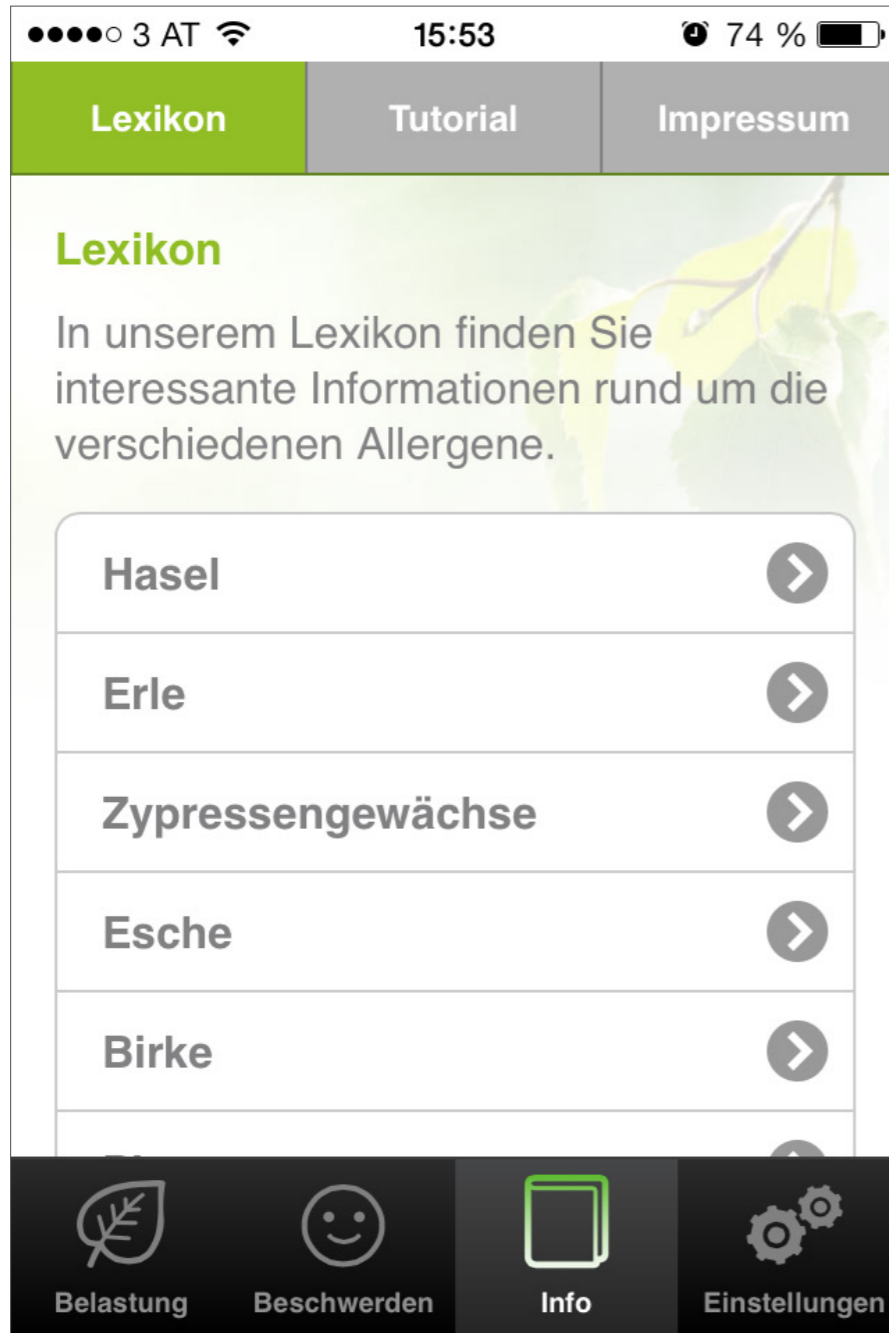 3 AT 15:53 74 %
Lexikon Tutorial Impressum
Lexikon
In unserem Lexikon finden Sie
interessante Informationen rund um die
verschiedenen Allergene.
Hasel
Erle
Zypressengewächse
Esche
Birke
Belastung Beschwerden Info Einstellungen